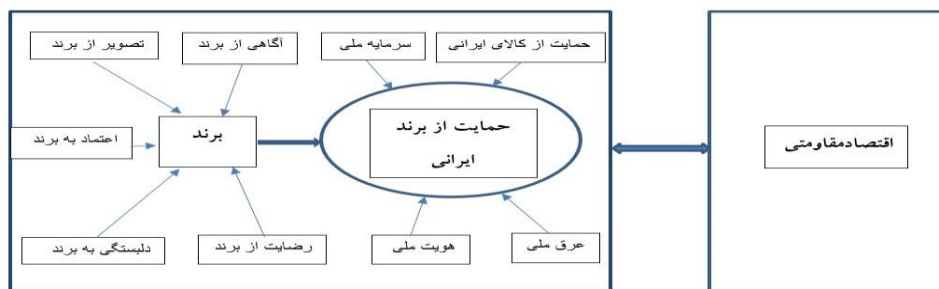 حمایت از کالای ایرانی
سرمایه ملی
آگاهی از برند
تصویر از برند
حمایت از برند
ایرانی
برند
اعتماد به برند
اقتصادمقاومتی
عرق ملی
هویت ملی
رضایت از برند
دلبستگی به برند